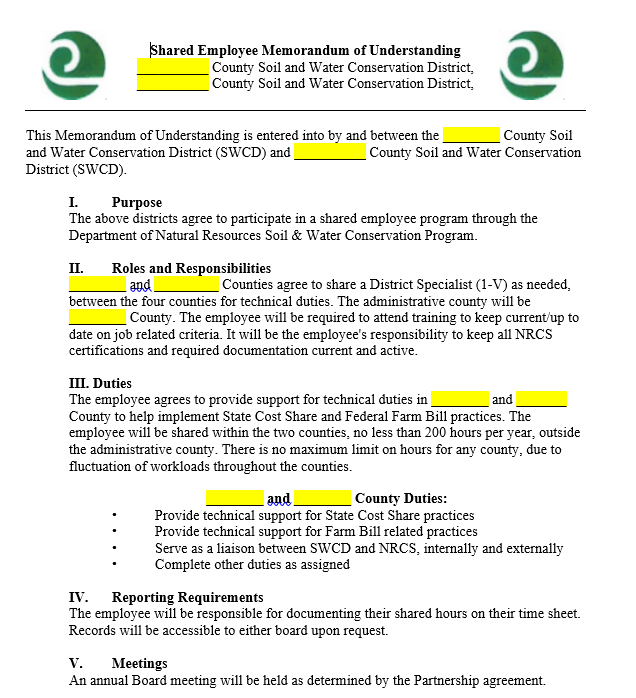 Shared Employee Memorandum of Understanding
________ County Soil and Water Conservation District,
________ County Soil and Water Conservation District,
This Memorandum of Understanding is entered into by and between the ________ County Soil
and Water Conservation District (SWCD) and ________ County Soil and Water Conservation
District (SWCD).
I. Purpose
The above districts agree to participate in a shared employee program through the
Department of Natural Resources Soil & Water Conservation Program.
II. Roles and Responsibilities
________ and ________ Counties agree to share a District Specialist (1-V) as needed,
between the four counties for technical duties. The administrative county will be
________ County. The employee will be required to attend training to keep current/up to
date on job related criteria. It will be the employee's responsibility to keep all NRCS
certifications and required documentation current and active.
III. Duties
The employee agrees to provide support for technical duties in ________ and ________
County to help implement State Cost Share and Federal Farm Bill practices. The
employee will be shared within the two counties, no less than 200 hours per year, outside
the administrative county. There is no maximum limit on hours for any county, due to
fluctuation of workloads throughout the counties.
________ and ________ County Duties:
• Provide technical support for State Cost Share practices
• Provide technical support for Farm Bill related practices
• Serve as a liaison between SWCD and NRCS, internally and externally
• Complete other duties as assigned
IV. Reporting Requirements
The employee will be responsible for documenting their shared hours on their time sheet.
Records will be accessible to either board upon request.
V. Meetings
An annual Board meeting will be held as determined by the Partnership agreement.